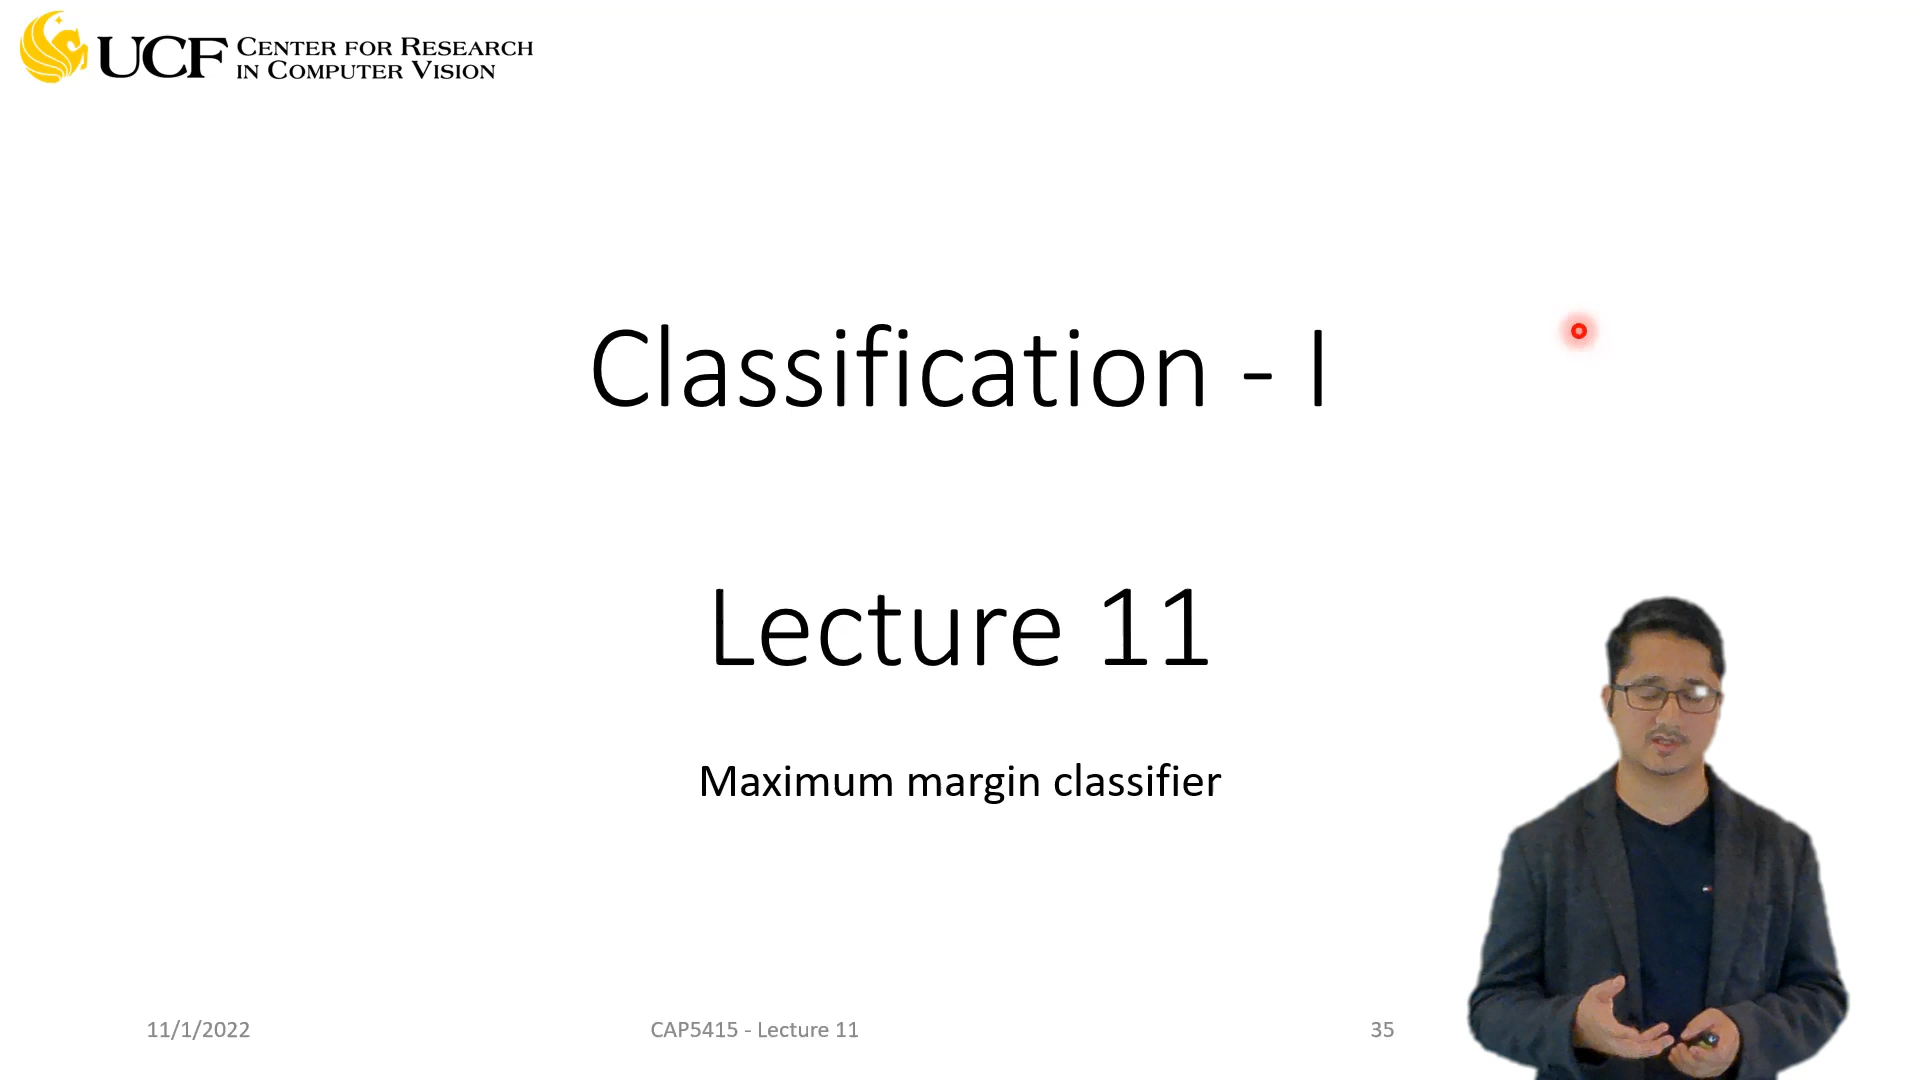 UCF CENTER FOR RESEARCH
IN COMPUTER VISION
Classification - I
Lecture 11
Maximum margin classifier
11/1/2022
CAP5415 - Lecture 11
35